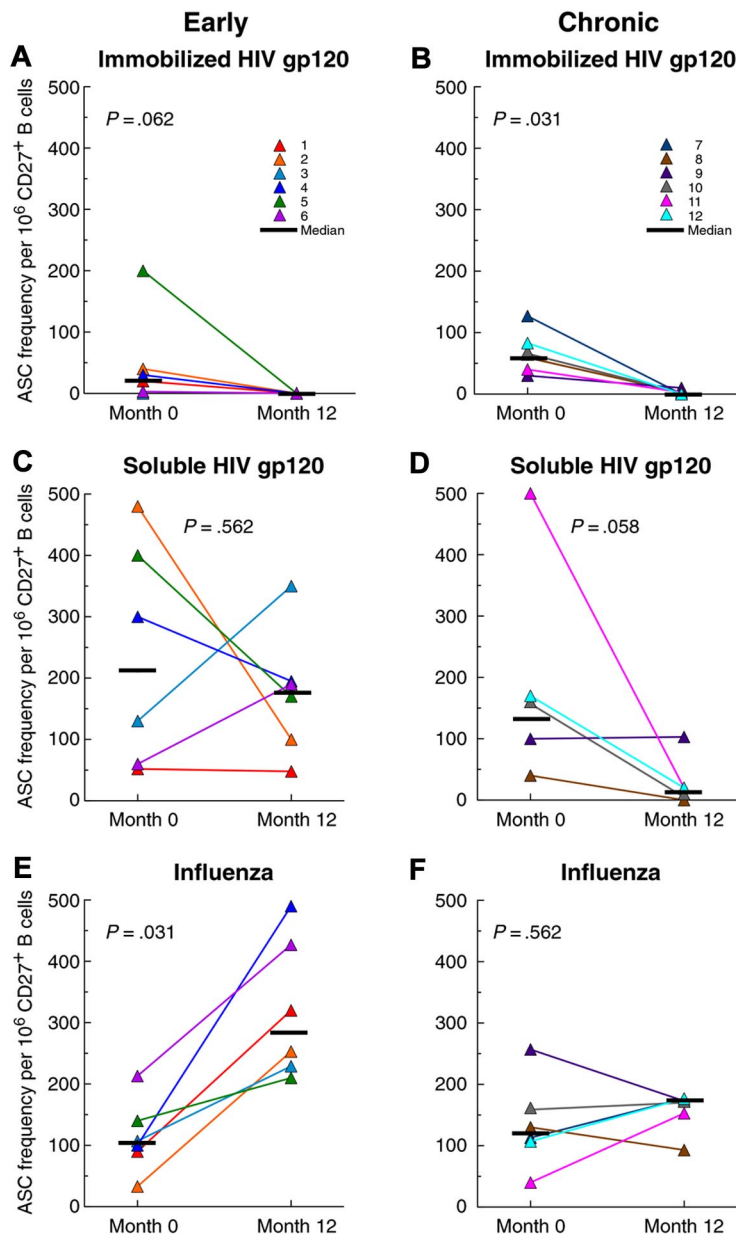 Early
Chronic
A
Immobilized HIV gp120
B
Immobilized HIV gp120
ASC frequency per 10⁶ CD27⁺ B cells
500
400
300
200
100
0
P = .062
1
2
3
4
5
6
Median
Month 0
Month 12
500
400
300
200
100
0
P = .031
7
8
9
10
11
12
Median
Month 0
Month 12
C
Soluble HIV gp120
D
Soluble HIV gp120
ASC frequency per 10⁶ CD27⁺ B cells
500
400
300
200
100
0
P = .562
Month 0
Month 12
500
400
300
200
100
0
P = .058
Month 0
Month 12
E
Influenza
F
Influenza
ASC frequency per 10⁶ CD27⁺ B cells
500
400
300
200
100
0
P = .031
Month 0
Month 12
500
400
300
200
100
0
P = .562
Month 0
Month 12